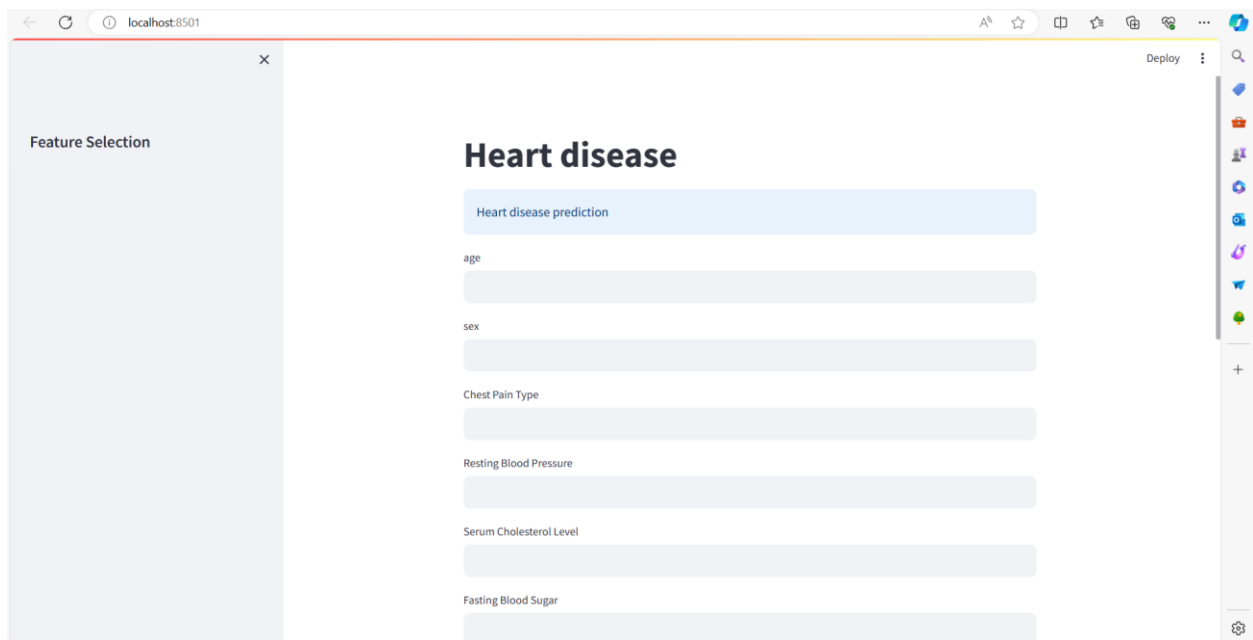 localhost:8501
Deploy
Feature Selection
Heart disease
Heart disease prediction
age
sex
Chest Pain Type
Resting Blood Pressure
Serum Cholesterol Level
Fasting Blood Sugar